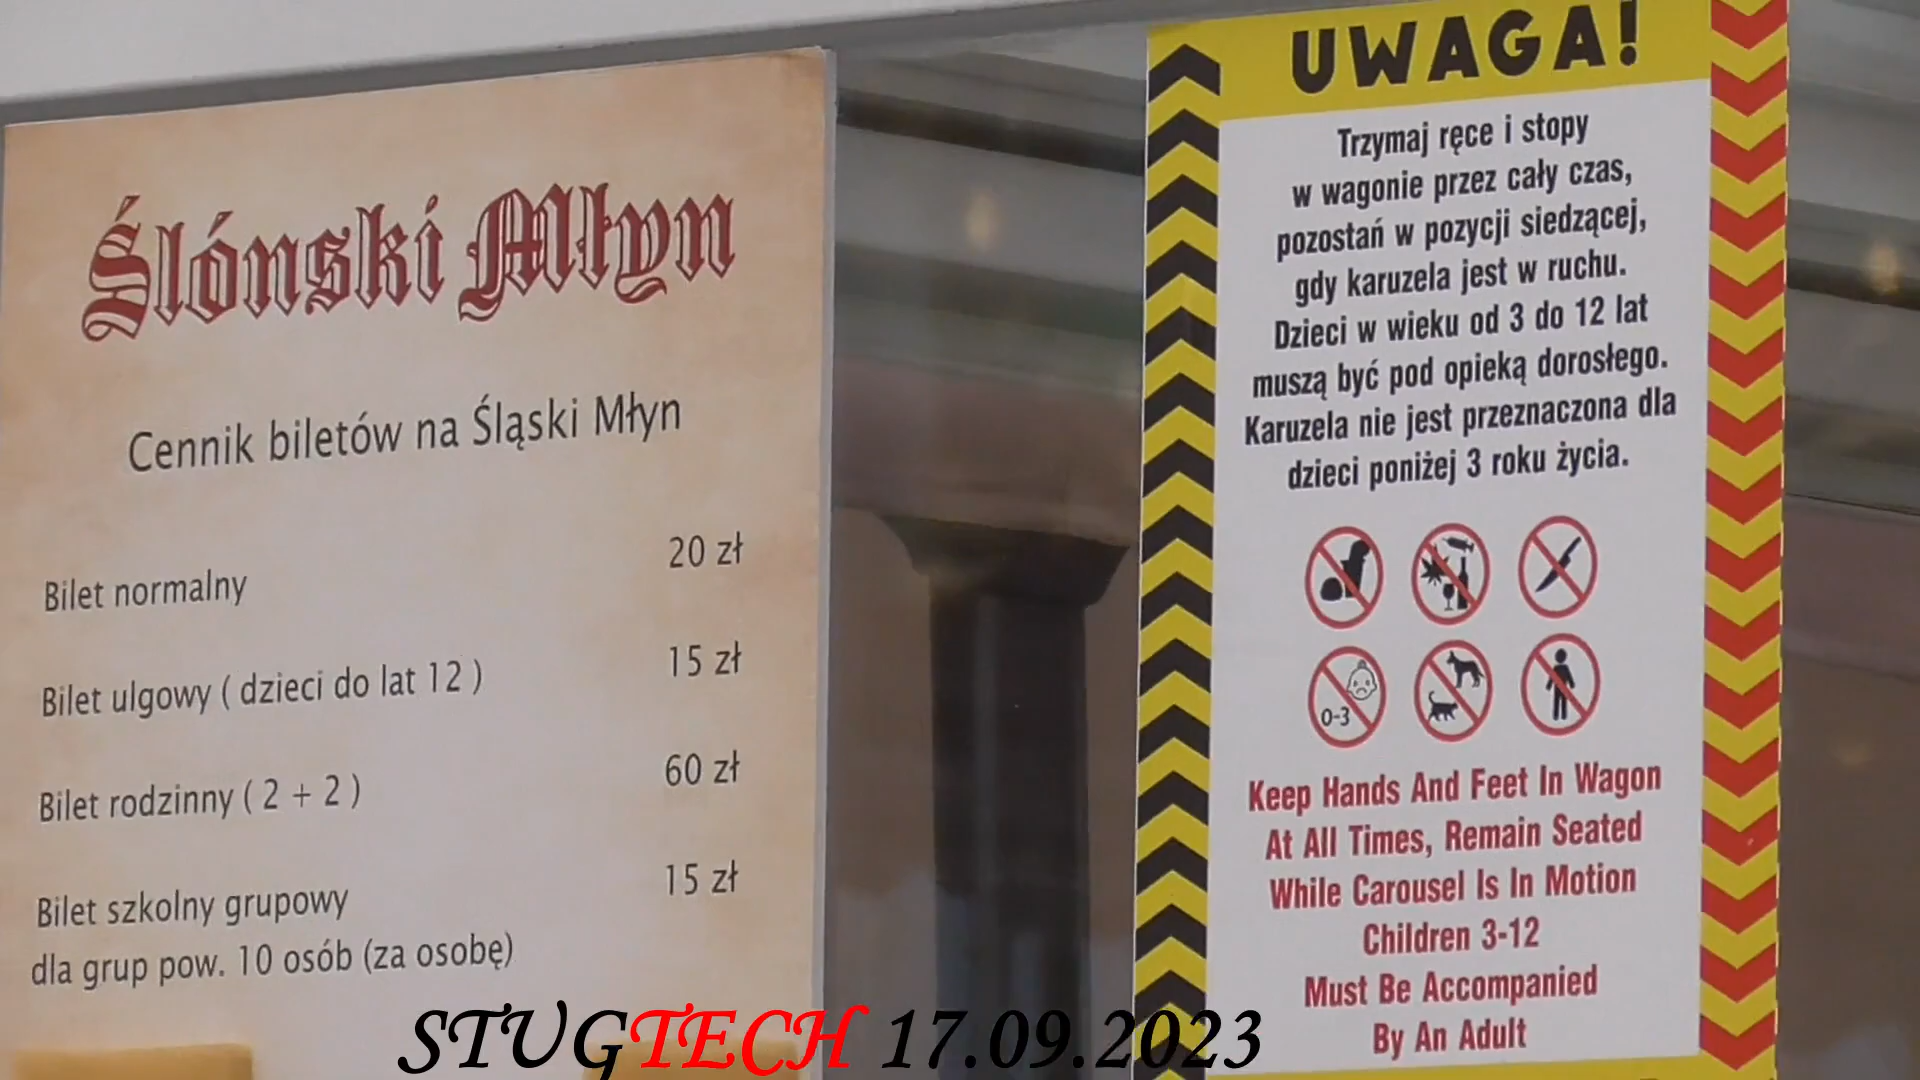 Ślónski Młyn
Cennik biletów na Śląski Młyn
Bilet normalny 20 zł
Bilet ulgowy ( dzieci do lat 12 ) 15 zł
Bilet rodzinny ( 2 + 2 ) 60 zł
Bilet szkolny grupowy 15 zł
dla grup pow. 10 osób (za osobę)
UWAGA!
Trzymaj ręce i stopy
w wagonie przez cały czas,
pozostań w pozycji siedzącej,
gdy karuzela jest w ruchu.
Dzieci w wieku od 3 do 12 lat
muszą być pod opieką dorosłego.
Karuzela nie jest przeznaczona dla
dzieci poniżej 3 roku życia.
0-3
Keep Hands And Feet In Wagon
At All Times, Remain Seated
While Carousel Is In Motion
Children 3-12
Must Be Accompanied
By An Adult
STUGTECH 17.09.2023